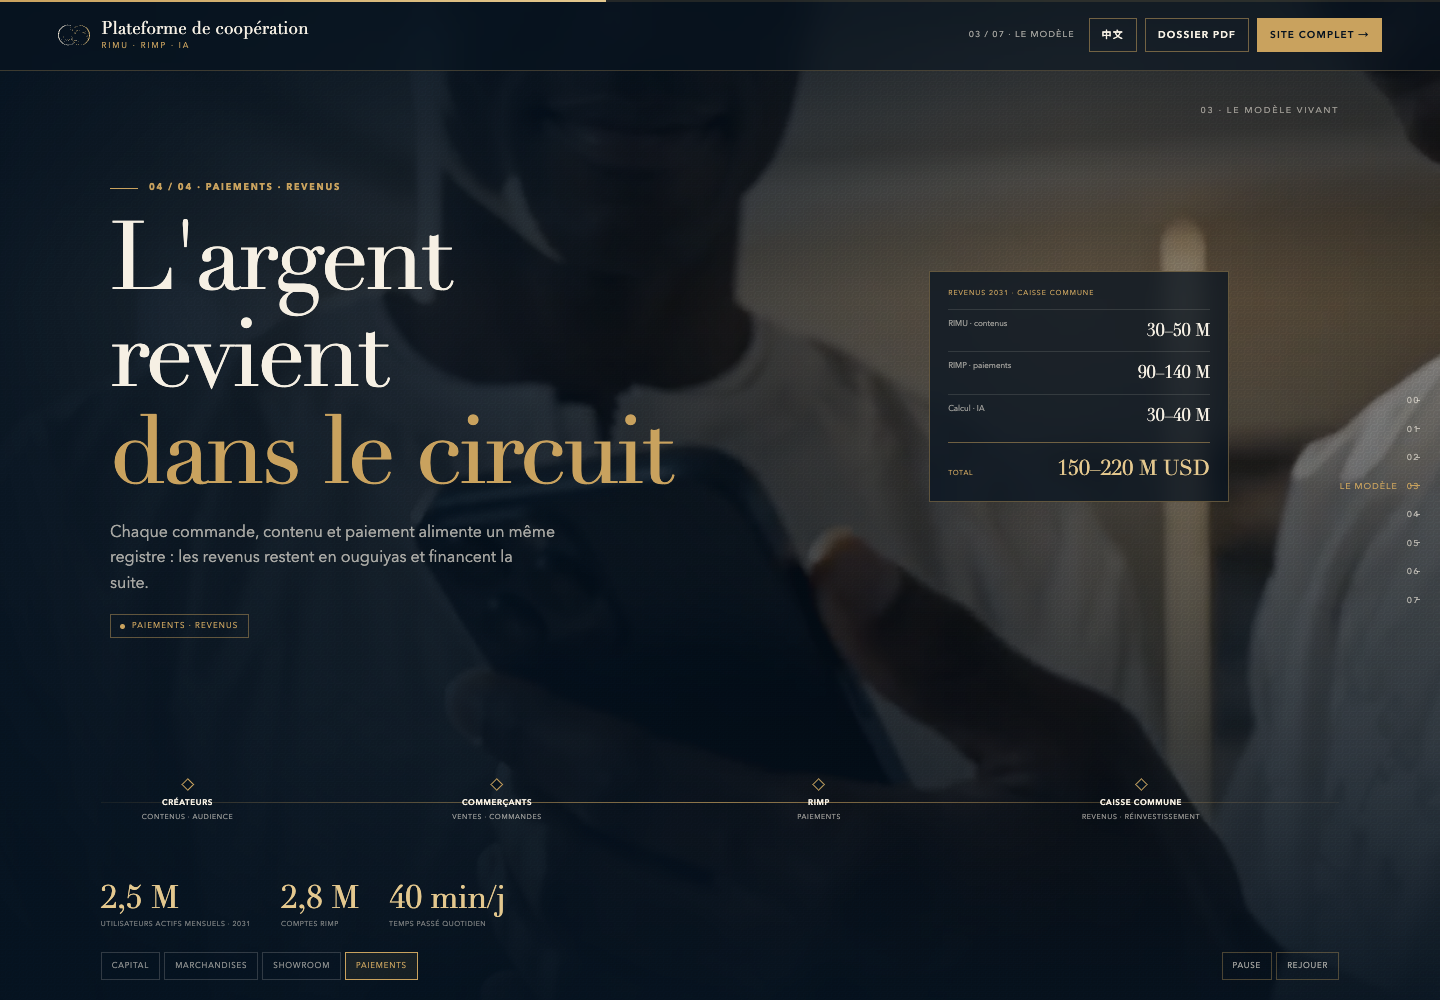 Plateforme de coopération
RIMU · RIMP · IA
03 / 07 · LE MODÈLE
中文
DOSSIER PDF
SITE COMPLET →
03 · LE MODÈLE VIVANT
04 / 04 · PAIEMENTS · REVENUS
L'argent
revient
dans le circuit
Chaque commande, contenu et paiement alimente un même
registre : les revenus restent en ouguiyas et financent la
suite.
PAIEMENTS · REVENUS
REVENUS 2031 · CAISSE COMMUNE
RIMU · contenus 30–50 M
RIMP · paiements 90–140 M
Calcul · IA 30–40 M
TOTAL 150–220 M USD
00
01
02
LE MODÈLE 03
04
05
06
07
CRÉATEURS
CONTENUS · AUDIENCE
COMMERÇANTS
VENTES · COMMANDES
RIMP
PAIEMENTS
CAISSE COMMUNE
REVENUS · RÉINVESTISSEMENT
2,5 M
UTILISATEURS ACTIFS MENSUELS · 2031
2,8 M
COMPTES RIMP
40 min/j
TEMPS PASSÉ QUOTIDIEN
CAPITAL
MARCHANDISES
SHOWROOM
PAIEMENTS
PAUSE
REJOUER